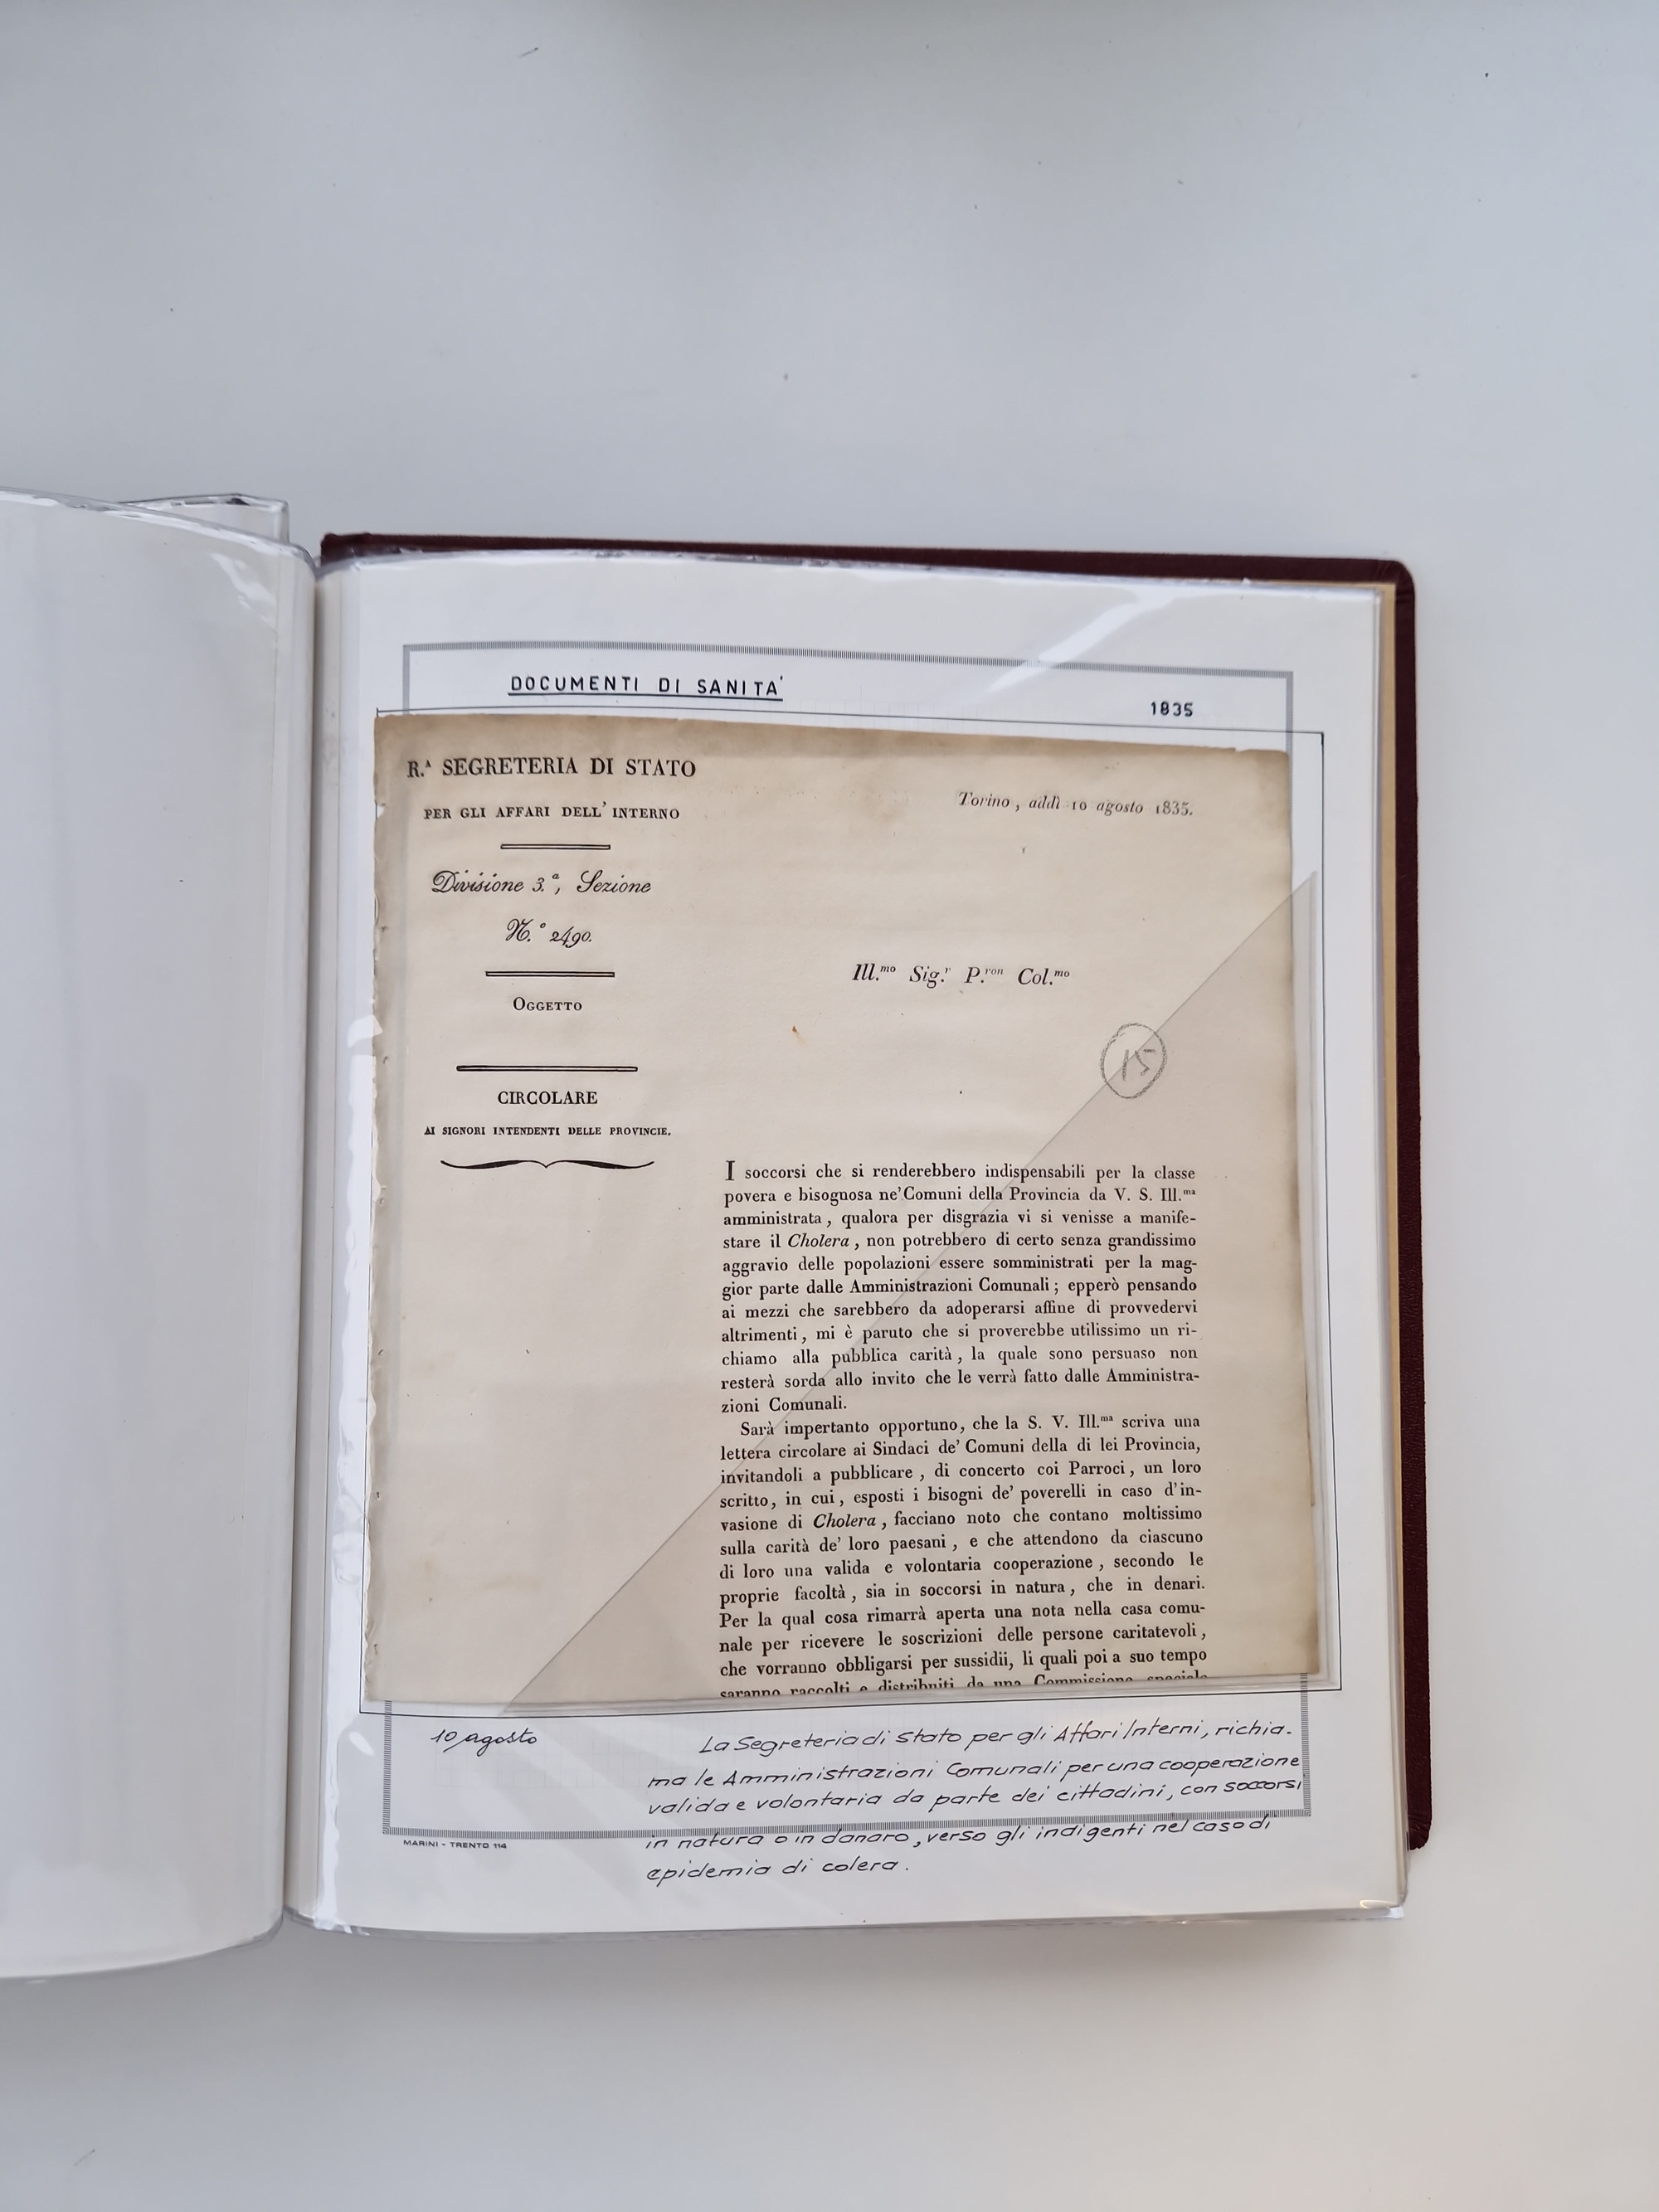 DOCUMENTI DI SANITA'
1835
R.ᴬ SEGRETERIA DI STATO
PER GLI AFFARI DELL' INTERNO
Torino, addì 10 agosto 1835.
Divisione 3.ª, Sezione
N.° 2490.
OGGETTO
Ill.mo Sig.r P.ron Col.mo
15
CIRCOLARE
AI SIGNORI INTENDENTI DELLE PROVINCIE.
I soccorsi che si renderebbero indispensabili per la classe
povera e bisognosa ne' Comuni della Provincia da V. S. Ill.ma
amministrata, qualora per disgrazia vi si venisse a manife-
stare il Cholera, non potrebbero di certo senza grandissimo
aggravio delle popolazioni essere somministrati per la mag-
gior parte dalle Amministrazioni Comunali; epperò pensando
ai mezzi che sarebbero da adoperarsi affine di provvedervi
altrimenti, mi è paruto che si proverebbe utilissimo un ri-
chiamo alla pubblica carità, la quale sono persuaso non
resterà sorda allo invito che le verrà fatto dalle Amministra-
zioni Comunali.
Sarà impertanto opportuno, che la S. V. Ill.ma scriva una
lettera circolare ai Sindaci de' Comuni della di lei Provincia,
invitandoli a pubblicare, di concerto coi Parroci, un loro
scritto, in cui, esposti i bisogni de' poverelli in caso d'in-
vasione di Cholera, facciano noto che contano moltissimo
sulla carità de' loro paesani, e che attendono da ciascuno
di loro una valida e volontaria cooperazione, secondo le
proprie facoltà, sia in soccorsi in natura, che in denari.
Per la qual cosa rimarrà aperta una nota nella casa comu-
nale per ricevere le soscrizioni delle persone caritatevoli,
che vorranno obbligarsi per sussidii, li quali poi a suo tempo
saranno raccolti e distribuiti da una Commissione speciale
10 agosto
La Segreteria di Stato per gli Affari Interni, richia-
ma le Amministrazioni Comunali per una cooperazione
valida e volontaria da parte dei cittadini, con soccorsi
in natura o in danaro, verso gli indigenti nel caso di
epidemia di colera.
MARINI - TRENTO 114